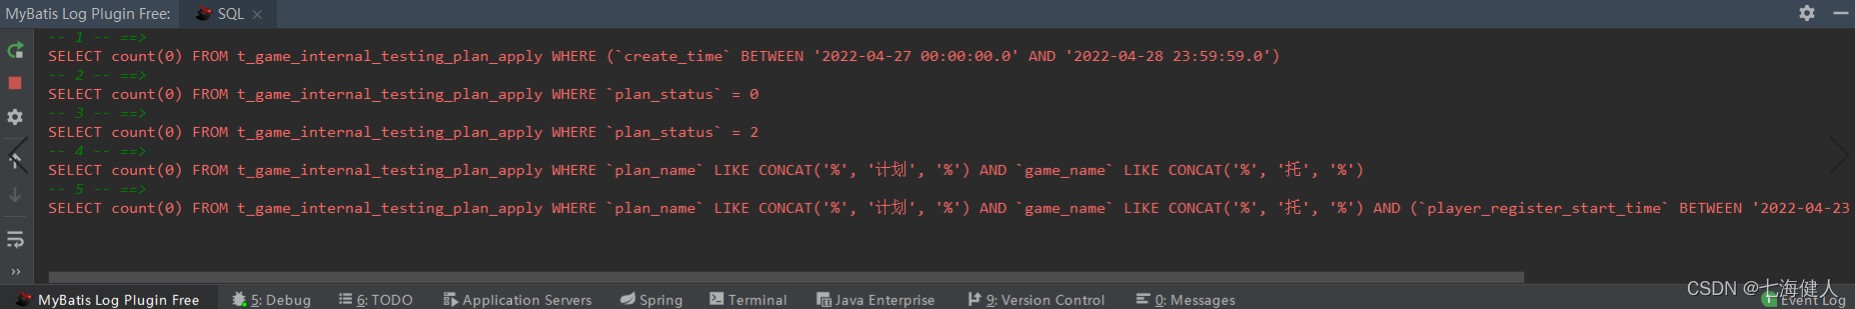 MyBatis Log Plugin Free: SQL
-- 1 -- ==>
SELECT count(0) FROM t_game_internal_testing_plan_apply WHERE (`create_time` BETWEEN '2022-04-27 00:00:00.0' AND '2022-04-28 23:59:59.0')
-- 2 -- ==>
SELECT count(0) FROM t_game_internal_testing_plan_apply WHERE `plan_status` = 0
-- 3 -- ==>
SELECT count(0) FROM t_game_internal_testing_plan_apply WHERE `plan_status` = 2
-- 4 -- ==>
SELECT count(0) FROM t_game_internal_testing_plan_apply WHERE `plan_name` LIKE CONCAT('%', '计划', '%') AND `game_name` LIKE CONCAT('%', '托', '%')
-- 5 -- ==>
SELECT count(0) FROM t_game_internal_testing_plan_apply WHERE `plan_name` LIKE CONCAT('%', '计划', '%') AND `game_name` LIKE CONCAT('%', '托', '%') AND (`player_register_start_time` BETWEEN '2022-04-23
MyBatis Log Plugin Free 5: Debug 6: TODO Application Servers Spring Terminal Java Enterprise 9: Version Control 0: Messages 1 Event Log
CSDN @七海健人